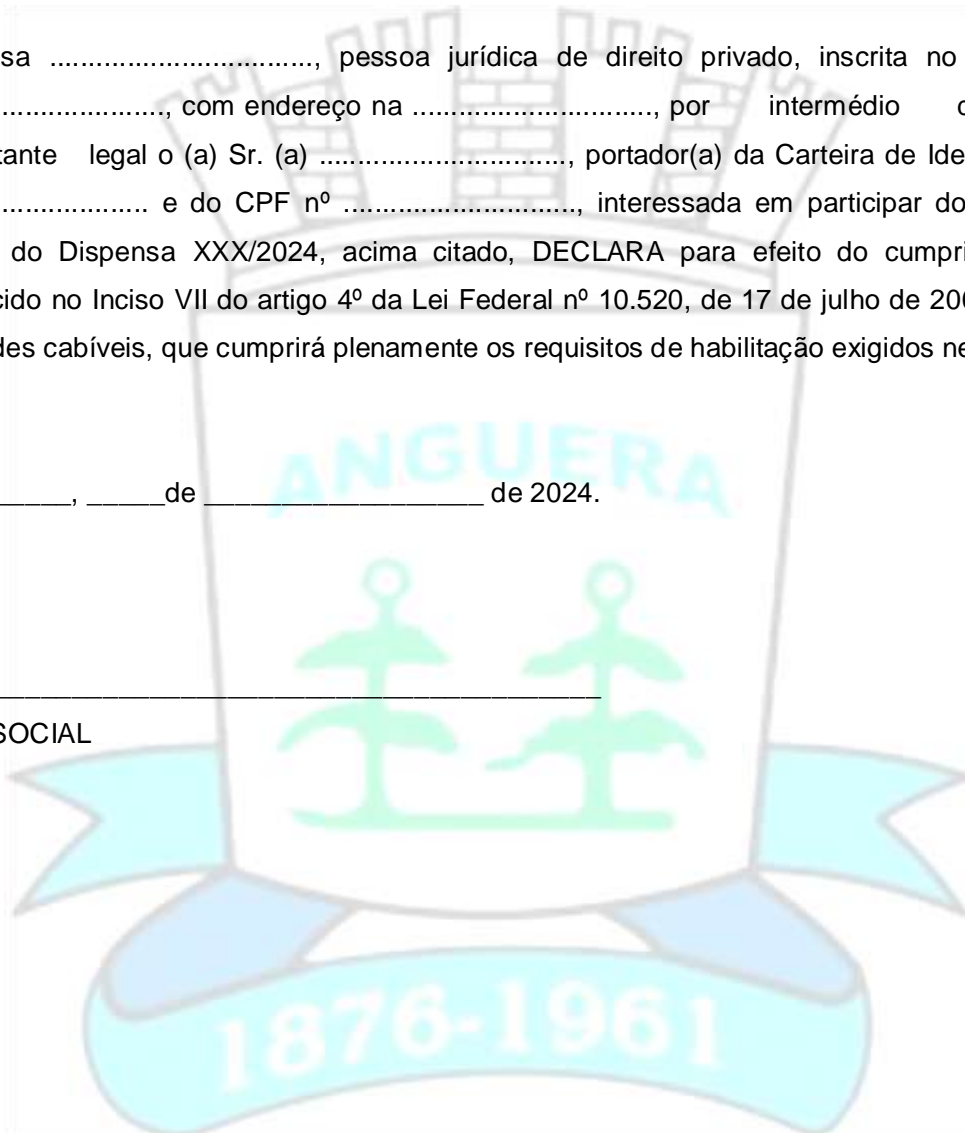 sa .................................., pessoa jurídica de direito privado, inscrita no
....................., com endereço na ..............................., por intermédio
tante legal o (a) Sr. (a) ................................, portador(a) da Carteira de Ide
.................... e do CPF nº .............................., interessada em participar do
do Dispensa XXX/2024, acima citado, DECLARA para efeito do cumpri
cido no Inciso VII do artigo 4º da Lei Federal nº 10.520, de 17 de julho de 200
des cabíveis, que cumprirá plenamente os requisitos de habilitação exigidos ne
ANGUERA
_____, _____de __________________ de 2024.
_______________________________________
SOCIAL
1876-1961